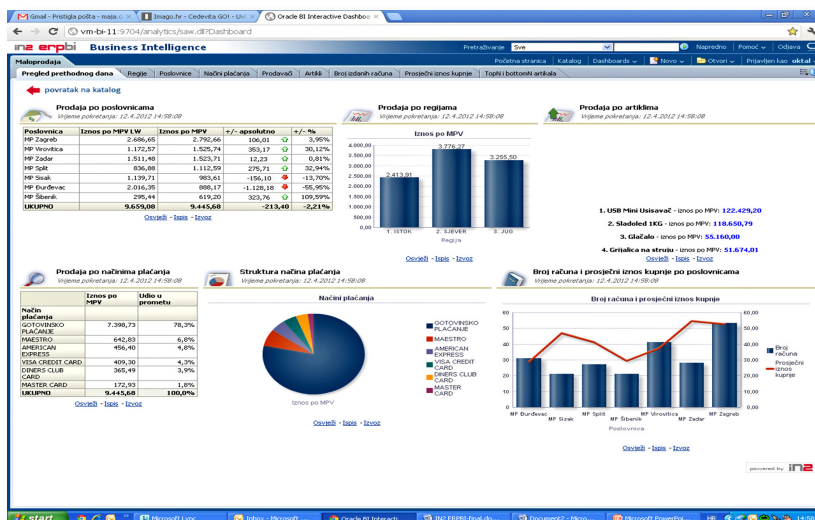 Gmail - Pristigla pošta - maja.c
Imago.hr - Cedevita GO! - Uvo
Oracle BI Interactive Dashboa
vm-bi-11:9704/analytics/saw.dll?Dashboard
in2 erpbi Business Intelligence
Pretraživanje Sve Napredno Pomoć Odjava
Maloprodaja
Početna stranica Katalog Dashboards Novo Otvori Prijavljen kao oktal
Pregled prethodnog dana Regije Poslovnice Načini plaćanja Prodavači Artikli Broj izdanih računa Prosječni iznos kupnje TopN i bottomN artikala
povratak na katalog
Prodaja po poslovnicama
Vrijeme pokretanja: 12.4.2012 14:58:08
Poslovnica Iznos po MPV LW Iznos po MPV +/- apsolutno +/- %
MP Zagreb 2.686,65 2.792,66 106,01 3,95%
MP Virovitica 1.172,57 1.525,74 353,17 30,12%
MP Zadar 1.511,48 1.523,71 12,23 0,81%
MP Split 836,88 1.112,59 275,71 32,94%
MP Sisak 1.139,71 983,61 -156,10 -13,70%
MP Đurđevac 2.016,35 888,17 -1.128,18 -55,95%
MP Šibenik 295,44 619,20 323,76 109,59%
UKUPNO 9.659,08 9.445,68 -213,40 -2,21%
Osvježi - Ispis - Izvoz
Prodaja po regijama
Vrijeme pokretanja: 12.4.2012 14:58:08
Iznos po MPV
4.000,00
3.500,00
3.000,00
2.500,00
2.000,00
1.500,00
1.000,00
500,00
0,00
2.413,91
3.776,27
3.255,50
1. ISTOK 2. SJEVER 3. JUG
Regija
Osvježi - Ispis - Izvoz
Prodaja po artiklima
Vrijeme pokretanja: 12.4.2012 14:58:08
1. USB Mini Usisavač - iznos po MPV: 122.429,20
2. Sladoled 1KG - iznos po MPV: 118.650,79
3. Glačalo - iznos po MPV: 55.160,00
4. Grijalica na struju - iznos po MPV: 51.674,01
Osvježi - Ispis - Izvoz
Prodaja po načinima plaćanja
Vrijeme pokretanja: 12.4.2012 14:58:08
Iznos po MPV Udio u prometu
Način plaćanja
GOTOVINSKO PLAĆANJE 7.398,73 78,3%
MAESTRO 642,83 6,8%
AMERICAN EXPRESS 456,40 4,8%
VISA CREDIT CARD 409,30 4,3%
DINERS CLUB CARD 365,49 3,9%
MASTER CARD 172,93 1,8%
UKUPNO 9.445,68 100,0%
Osvježi - Ispis - Izvoz
Struktura načina plaćanja
Vrijeme pokretanja: 12.4.2012 14:58:08
Načini plaćanja
GOTOVINSKO PLAĆANJE
MAESTRO
AMERICAN EXPRESS
VISA CREDIT CARD
DINERS CLUB CARD
MASTER CARD
Iznos po MPV
Osvježi - Ispis - Izvoz
Broj računa i prosječni iznos kupnje po poslovnicama
Vrijeme pokretanja: 12.4.2012 14:58:08
Broj računa i prosječni iznos kupnje
60
50
40
30
20
10
0
60,00
50,00
40,00
30,00
20,00
10,00
0,00
Broj računa
Prosječni iznos kupnje
MP Đurđevac MP Sisak MP Split MP Šibenik MP Virovitica MP Zadar MP Zagreb
Poslovnica
Osvježi - Ispis - Izvoz
powered by in2
start Microsoft Lync Inbox - Microsoft ... Oracle BI Interacti... IN2 ERPBI-final.do... Document2 - Micro... Microsoft PowerPoi... HR 14:58